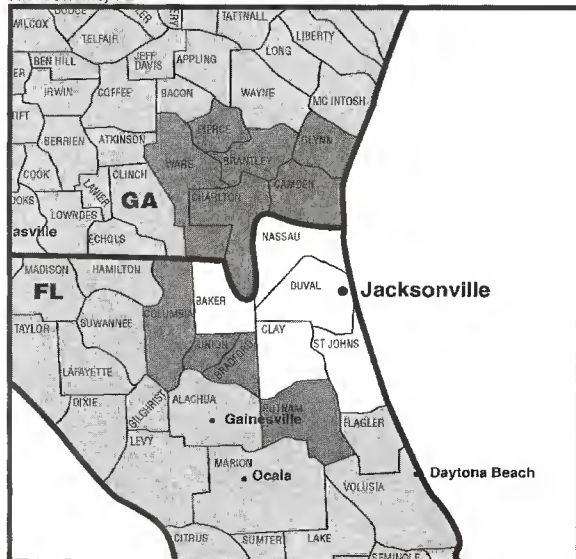 WILCOX
TELFAIR
TATTNALL
LIBERTY
LONG
BEN HILL
JEFF
DAVIS
APPLING
IRWIN
COFFEE
BACON
WAYNE
MC INTOSH
TIFT
PIERCE
GLYNN
BERRIEN
ATKINSON
WARE
BRANTLEY
COOK
LANIER
CLINCH
CHARLTON
CAMDEN
GA
LOWNDES
asville
ECHOLS
NASSAU
MADISON
HAMILTON
FL
BAKER
DUVAL
Jacksonville
TAYLOR
SUWANNEE
COLUMBIA
CLAY
ST JOHNS
UNION
BRADFORD
LAFAYETTE
DIXIE
GILCHRIST
ALACHUA
PUTNAM
Gainesville
FLAGLER
LEVY
MARION
Ocala
VOLUSIA
Daytona Beach
CITRUS
SUMTER
LAKE
SEMINOLE